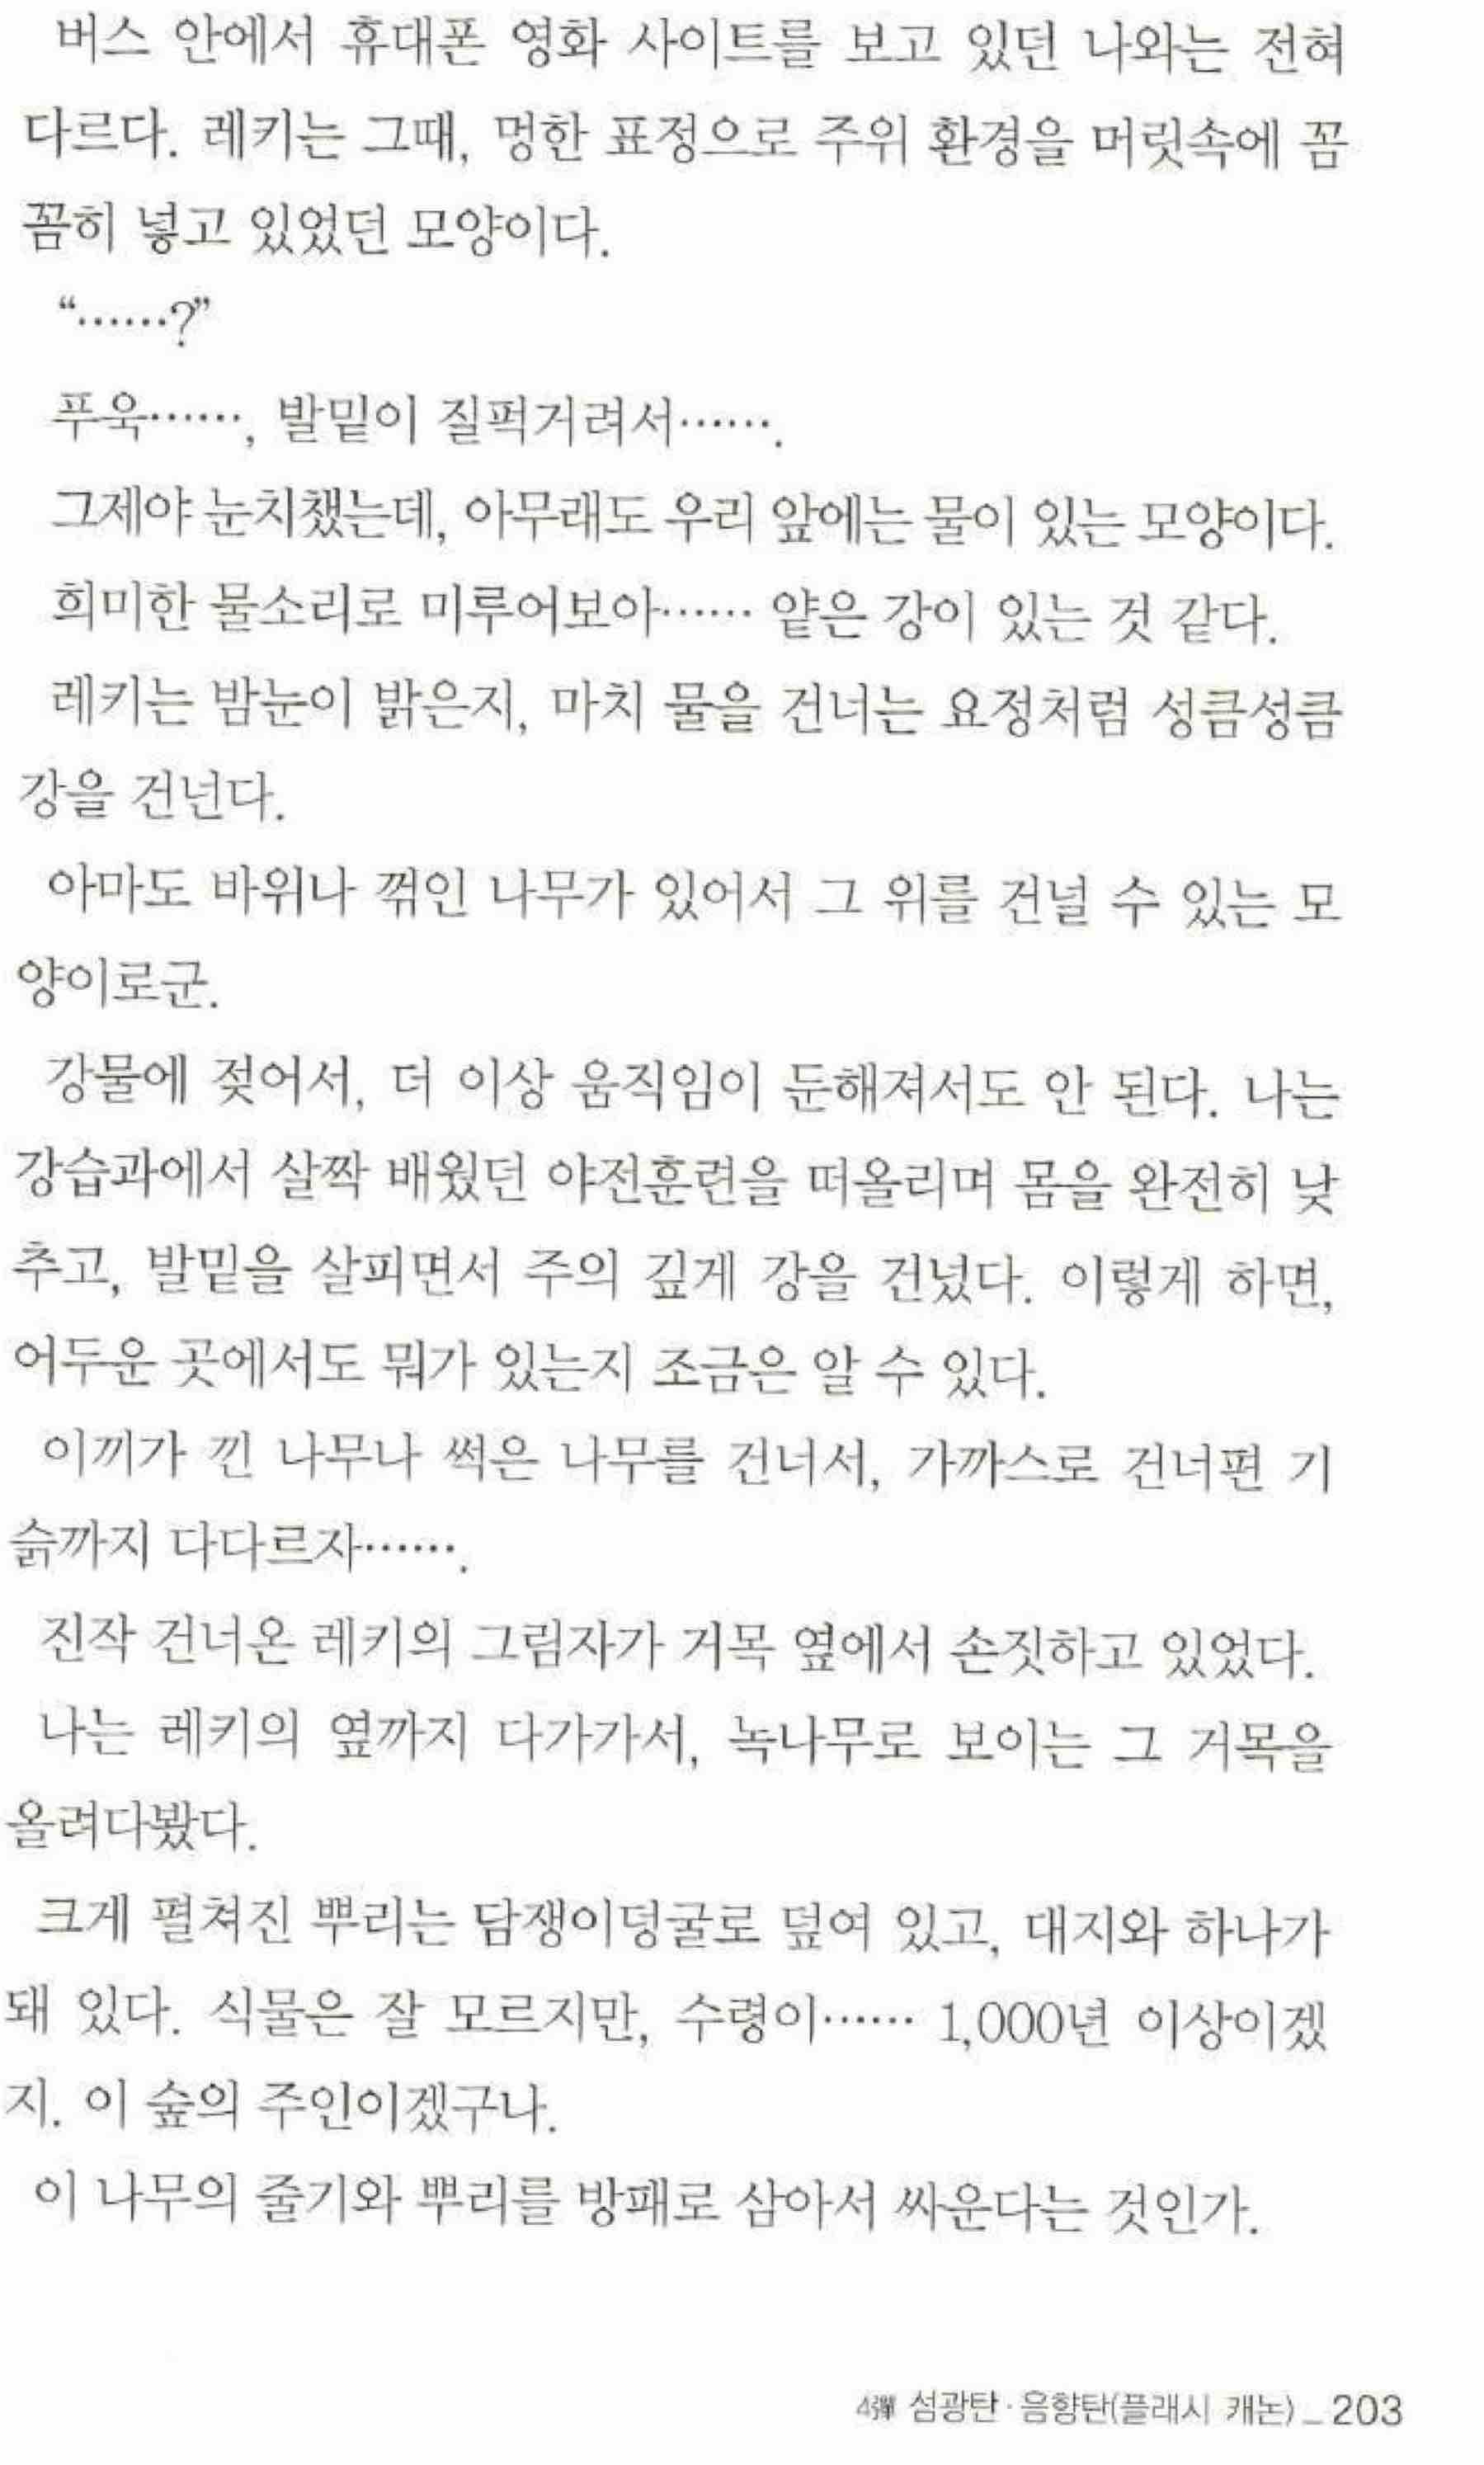 버스 안에서 휴대폰 영화 사이트를 보고 있던 나와는 전혀
다르다. 레키는 그때, 멍한 표정으로 주위 환경을 머릿속에 꼼
꼼히 넣고 있었던 모양이다.
“……?”
푸욱……, 발밑이 질퍽거려서…….
그제야 눈치챘는데, 아무래도 우리 앞에는 물이 있는 모양이다.
희미한 물소리로 미루어보아…… 얕은 강이 있는 것 같다.
레키는 밤눈이 밝은지, 마치 물을 건너는 요정처럼 성큼성큼
강을 건넌다.
아마도 바위나 꺾인 나무가 있어서 그 위를 건널 수 있는 모
양이로군.
강물에 젖어서, 더 이상 움직임이 둔해져서도 안 된다. 나는
강습과에서 살짝 배웠던 야전훈련을 떠올리며 몸을 완전히 낮
추고, 발밑을 살피면서 주의 깊게 강을 건넜다. 이렇게 하면,
어두운 곳에서도 뭐가 있는지 조금은 알 수 있다.
이끼가 낀 나무나 썩은 나무를 건너서, 가까스로 건너편 기
슭까지 다다르자…….
진작 건너온 레키의 그림자가 거목 옆에서 손짓하고 있었다.
나는 레키의 옆까지 다가가서, 녹나무로 보이는 그 거목을
올려다봤다.
크게 펼쳐진 뿌리는 담쟁이덩굴로 덮여 있고, 대지와 하나가
돼 있다. 식물은 잘 모르지만, 수령이…… 1,000년 이상이겠
지. 이 숲의 주인이겠구나.
이 나무의 줄기와 뿌리를 방패로 삼아서 싸운다는 것인가.
4彈 섬광탄·음향탄(플래시 캐논)_203